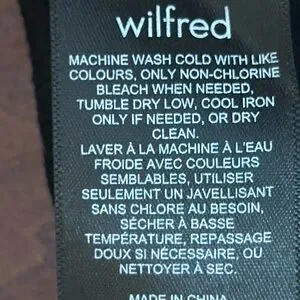 wilfred
MACHINE WASH COLD WITH LIKE
COLOURS, ONLY NON-CHLORINE
BLEACH WHEN NEEDED,
TUMBLE DRY LOW, COOL IRON
ONLY IF NEEDED, OR DRY
CLEAN.
LAVER À LA MACHINE À L'EAU
FROIDE AVEC COULEURS
SEMBLABLES, UTILISER
SEULEMENT UN JAVELLISANT
SANS CHLORE AU BESOIN,
SÉCHER À BASSE
TEMPÉRATURE, REPASSAGE
DOUX SI NÉCESSAIRE, OU
NETTOYER À SEC.
MADE IN CHINA